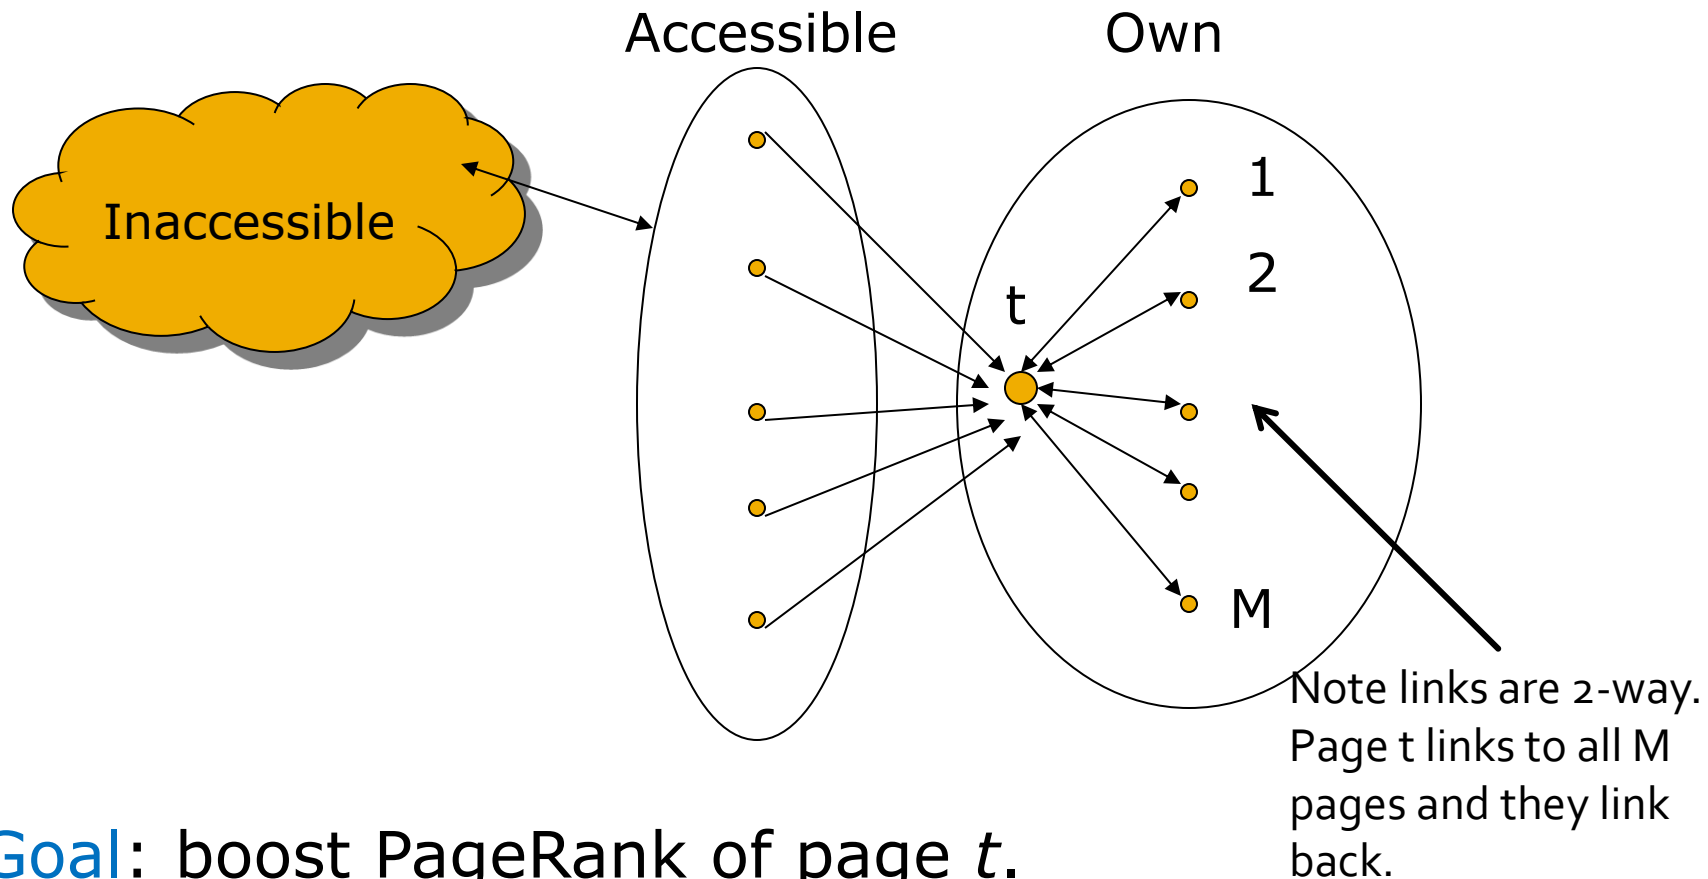 Accessible
Own
Inaccessible
1
2
t
M
Note links are 2-way.
Page t links to all M
pages and they link
back.
Goal: boost PageRank of page t.